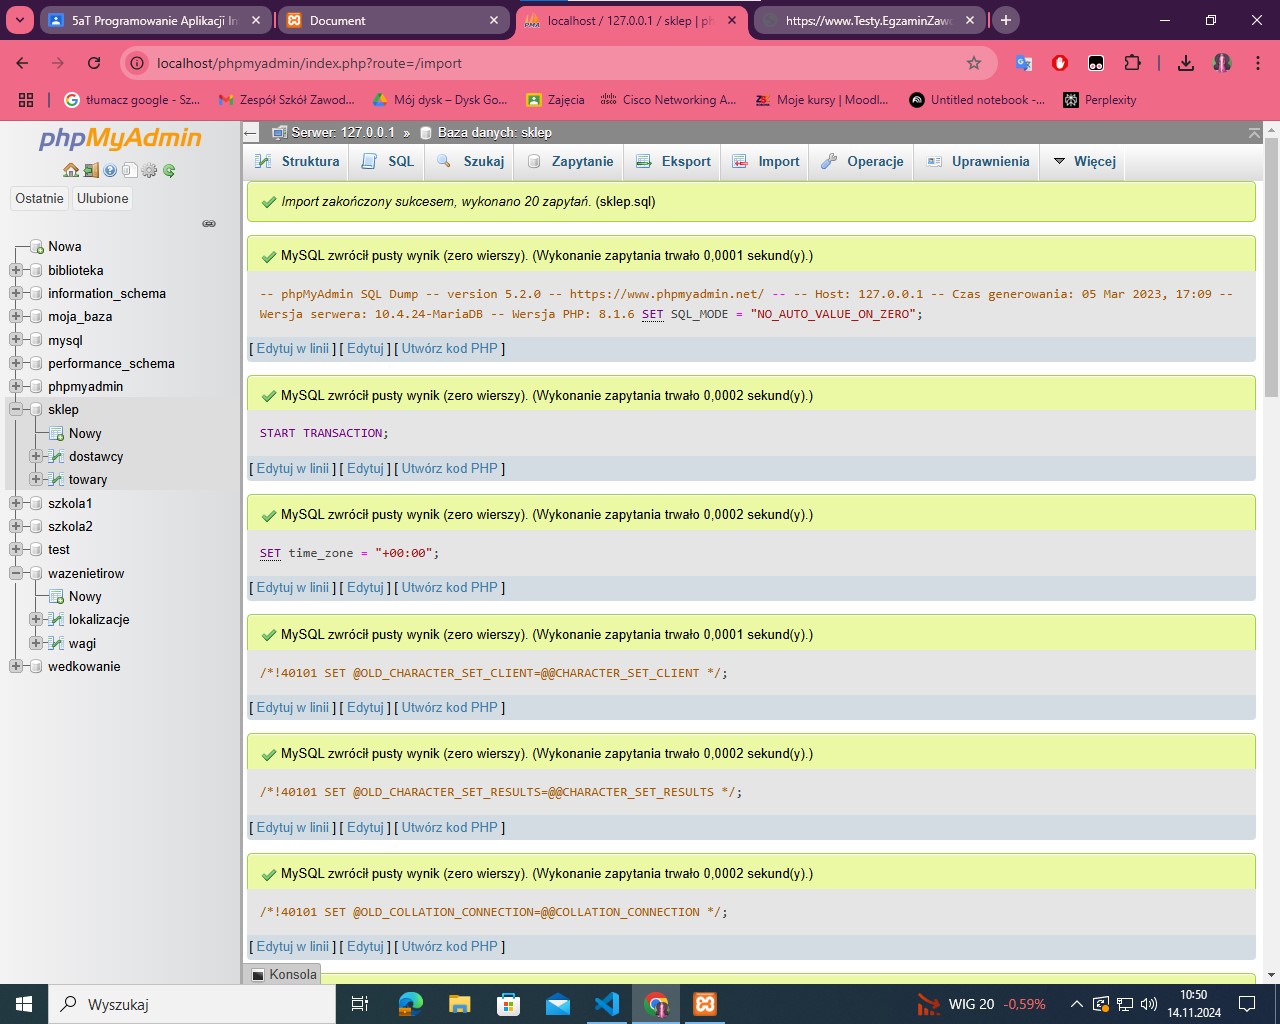 5aT Programowanie Aplikacji In
Document
localhost / 127.0.0.1 / sklep | ph
https://www.Testy.EgzaminZawo
localhost/phpmyadmin/index.php?route=/import
tłumacz google - Sz...
Zespół Szkół Zawod...
Mój dysk – Dysk Go...
Zajęcia
Cisco Networking A...
Moje kursy | Moodl...
Untitled notebook -...
Perplexity
phpMyAdmin
Ostatnie
Ulubione
Nowa
biblioteka
information_schema
moja_baza
mysql
performance_schema
phpmyadmin
sklep
Nowy
dostawcy
towary
szkola1
szkola2
test
wazenietirow
Nowy
lokalizacje
wagi
wedkowanie
Serwer: 127.0.0.1 » Baza danych: sklep
Struktura
SQL
Szukaj
Zapytanie
Eksport
Import
Operacje
Uprawnienia
Więcej
Import zakończony sukcesem, wykonano 20 zapytań. (sklep.sql)
MySQL zwrócił pusty wynik (zero wierszy). (Wykonanie zapytania trwało 0,0001 sekund(y).)
-- phpMyAdmin SQL Dump -- version 5.2.0 -- https://www.phpmyadmin.net/ -- -- Host: 127.0.0.1 -- Czas generowania: 05 Mar 2023, 17:09 --
Wersja serwera: 10.4.24-MariaDB -- Wersja PHP: 8.1.6 SET SQL_MODE = "NO_AUTO_VALUE_ON_ZERO";
[ Edytuj w linii ] [ Edytuj ] [ Utwórz kod PHP ]
MySQL zwrócił pusty wynik (zero wierszy). (Wykonanie zapytania trwało 0,0002 sekund(y).)
START TRANSACTION;
[ Edytuj w linii ] [ Edytuj ] [ Utwórz kod PHP ]
MySQL zwrócił pusty wynik (zero wierszy). (Wykonanie zapytania trwało 0,0002 sekund(y).)
SET time_zone = "+00:00";
[ Edytuj w linii ] [ Edytuj ] [ Utwórz kod PHP ]
MySQL zwrócił pusty wynik (zero wierszy). (Wykonanie zapytania trwało 0,0001 sekund(y).)
/*!40101 SET @OLD_CHARACTER_SET_CLIENT=@@CHARACTER_SET_CLIENT */;
[ Edytuj w linii ] [ Edytuj ] [ Utwórz kod PHP ]
MySQL zwrócił pusty wynik (zero wierszy). (Wykonanie zapytania trwało 0,0002 sekund(y).)
/*!40101 SET @OLD_CHARACTER_SET_RESULTS=@@CHARACTER_SET_RESULTS */;
[ Edytuj w linii ] [ Edytuj ] [ Utwórz kod PHP ]
MySQL zwrócił pusty wynik (zero wierszy). (Wykonanie zapytania trwało 0,0002 sekund(y).)
/*!40101 SET @OLD_COLLATION_CONNECTION=@@COLLATION_CONNECTION */;
[ Edytuj w linii ] [ Edytuj ] [ Utwórz kod PHP ]
Konsola
Wyszukaj
WIG 20 -0,59%
10:50
14.11.2024